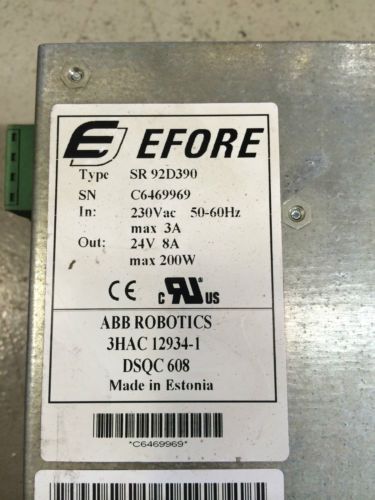 EFORE
Type SR 92D390
SN C6469969
In: 230Vac 50-60Hz
max 3A
Out: 24V 8A
max 200W
CE c RU US
ABB ROBOTICS
3HAC 12934-1
DSQC 608
Made in Estonia
*C6469969*